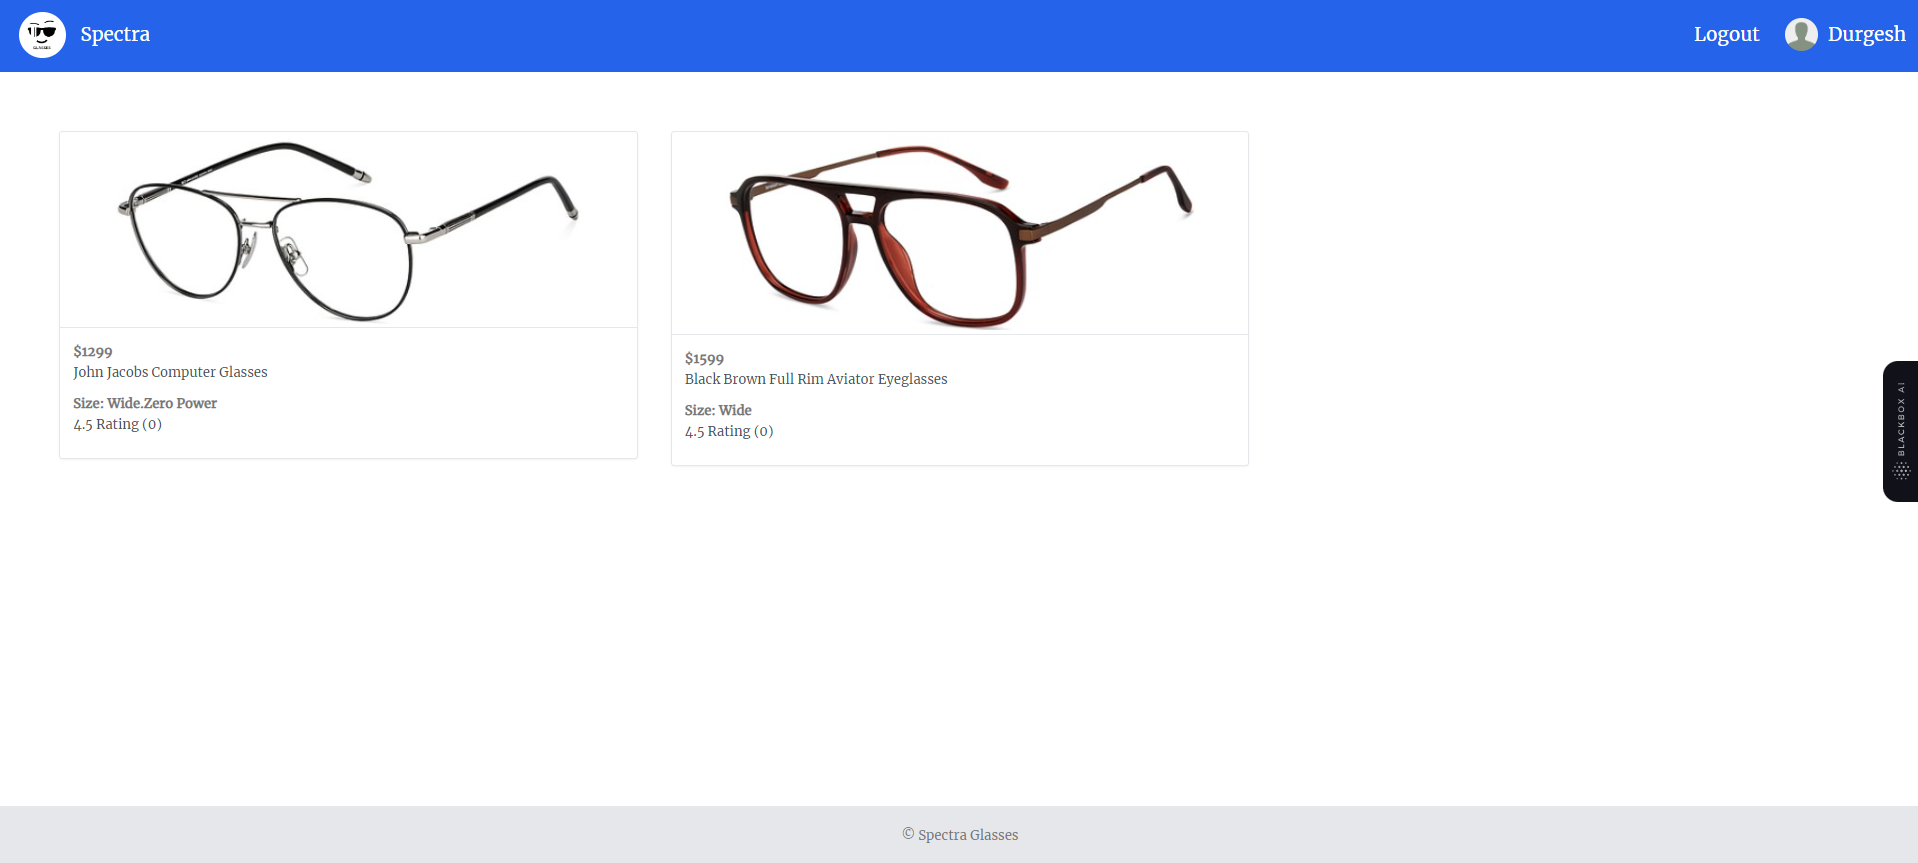 GLASSES
Spectra
Logout
Durgesh
$1299
John Jacobs Computer Glasses
Size: Wide.Zero Power
4.5 Rating (0)
$1599
Black Brown Full Rim Aviator Eyeglasses
Size: Wide
4.5 Rating (0)
BLACKBOX AI
© Spectra Glasses